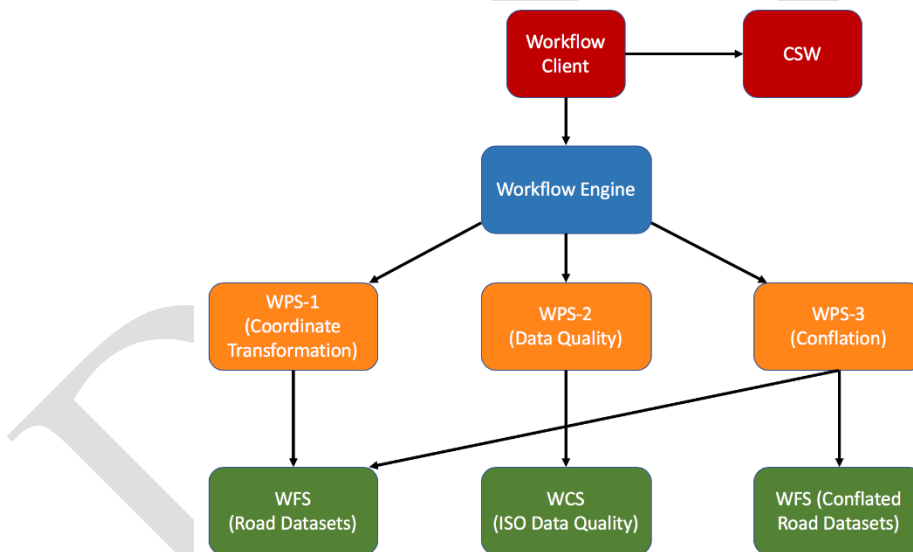 Workflow
Client
CSW
Workflow Engine
WPS-1
(Coordinate
Transformation)
WPS-2
(Data Quality)
WPS-3
(Conflation)
WFS
(Road Datasets)
WCS
(ISO Data Quality)
WFS (Conflated
Road Datasets)